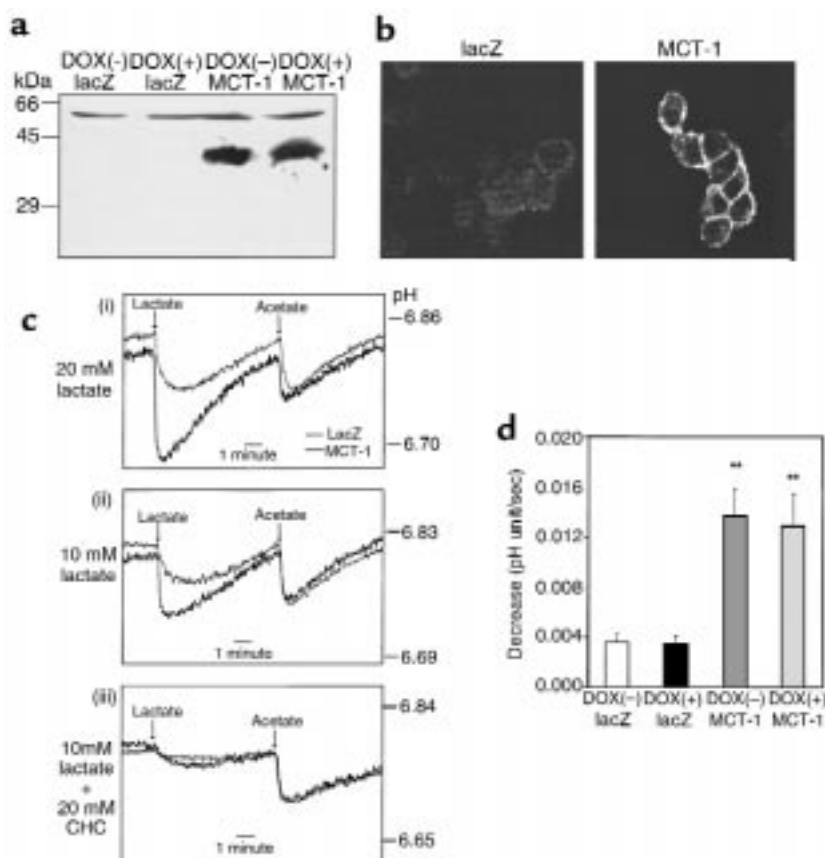 a
DOX(-) DOX(+) DOX(–) DOX(+)
lacZ lacZ MCT-1 MCT-1
kDa
66
45
29
b
lacZ MCT-1
c
(i)
Lactate Acetate
pH
6.86
20 mM
lactate
LacZ
MCT-1
1 minute
6.70
(ii)
Lactate Acetate
6.83
10 mM
lactate
1 minute
6.69
(iii)
Lactate Acetate
6.84
10mM
lactate
+
20 mM
CHC
1 minute
6.65
d
Decrease (pH unit/sec)
0.020
0.016
0.012
0.008
0.004
0.000
** **
DOX(–) DOX(+) DOX(–) DOX(+)
lacZ lacZ MCT-1 MCT-1